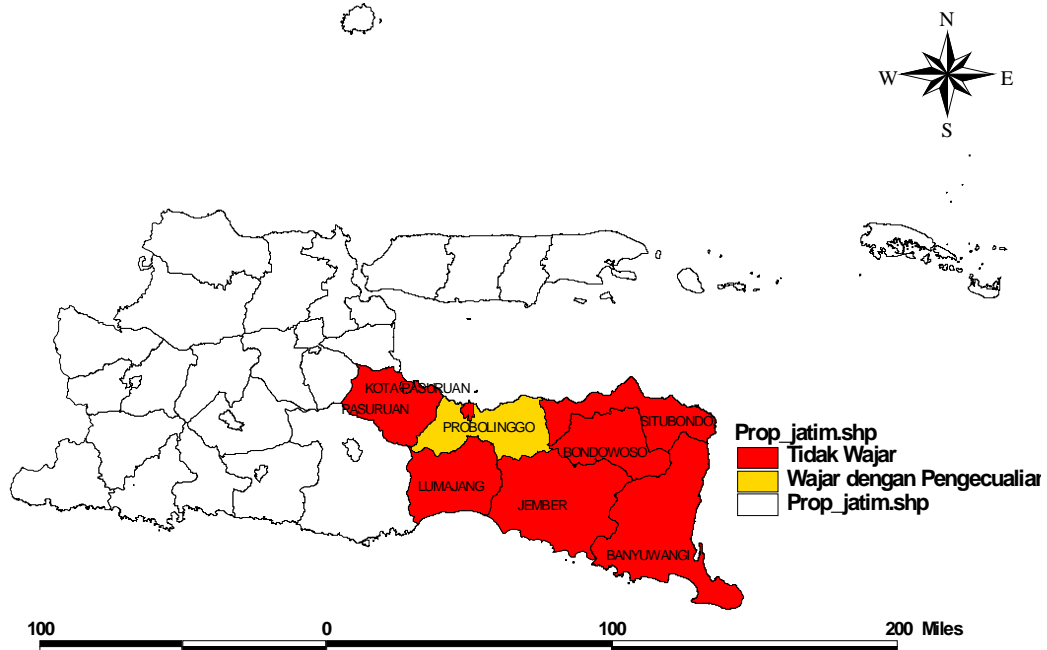 N
W E
S
KOTA PASURUAN
PASURUAN
PROBOLINGGO
SITUBONDO
BONDOWOSO
LUMAJANG
JEMBER
BANYUWANGI
Prop_jatim.shp
Tidak Wajar
Wajar dengan Pengecualian
Prop_jatim.shp
100 0 100 200 Miles